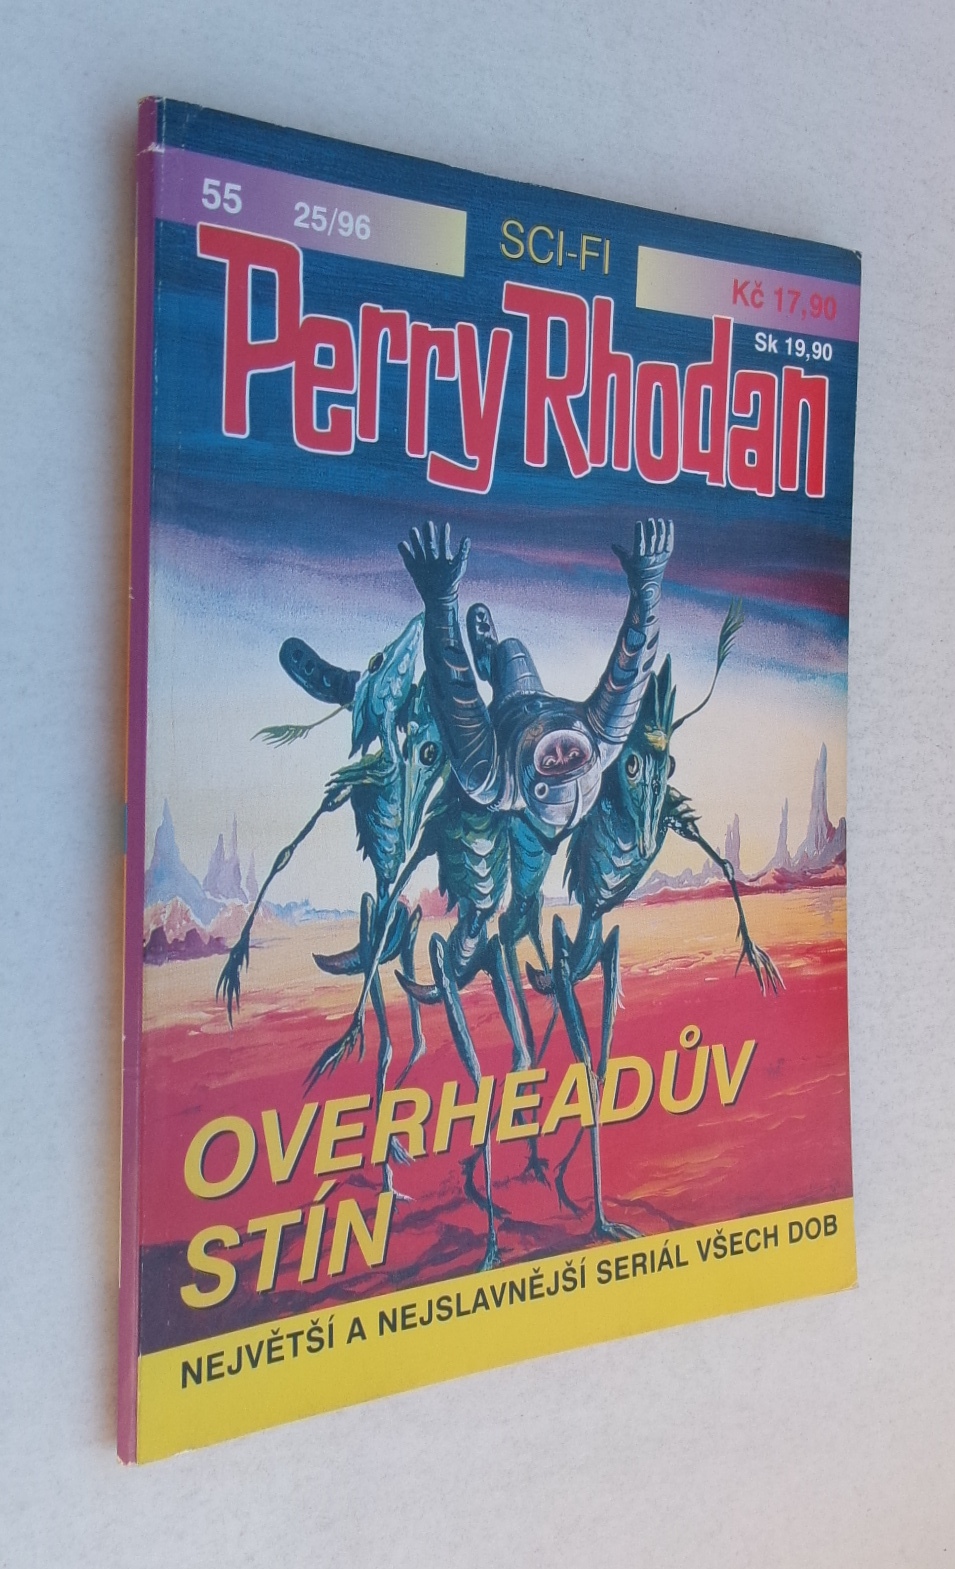 55 25/96
SCI-FI
Kč 17,90
Sk 19,90
Perry Rhodan
OVERHEADŮV
STÍN
NEJVĚTŠÍ A NEJSLAVNĚJŠÍ SERIÁL VŠECH DOB